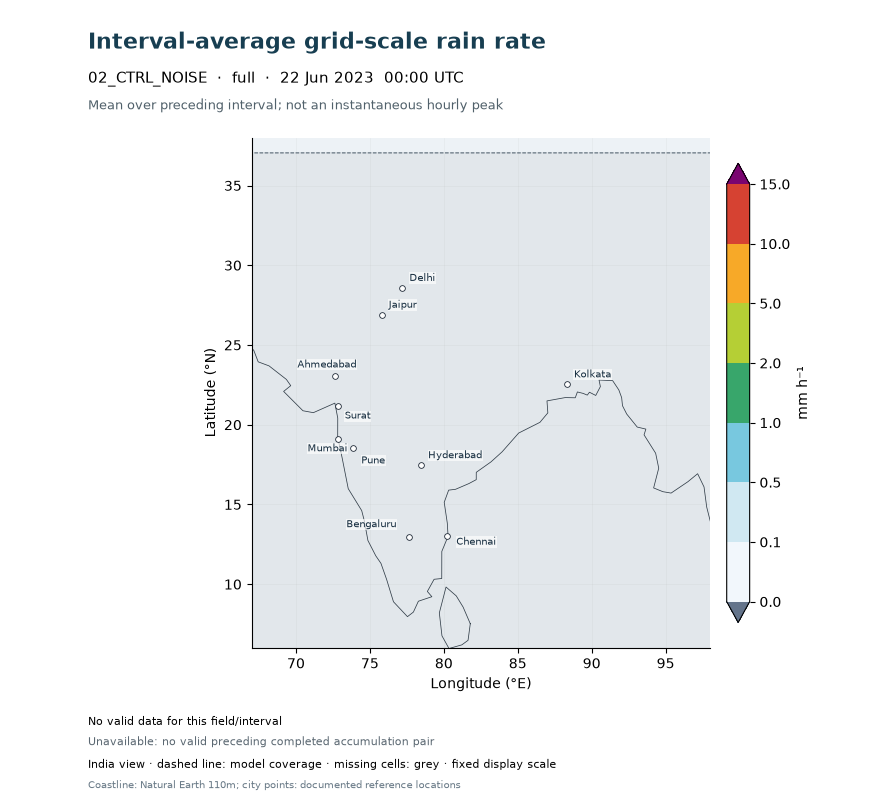 Interval-average grid-scale rain rate
02_CTRL_NOISE · full · 22 Jun 2023 00:00 UTC
Mean over preceding interval; not an instantaneous hourly peak
35
30
25
20
15
10
Latitude (°N)
Delhi
Jaipur
Ahmedabad
Kolkata
Surat
Mumbai
Pune
Hyderabad
Bengaluru
Chennai
70 75 80 85 90 95
Longitude (°E)
15.0
10.0
5.0
2.0
1.0
0.5
0.1
0.0
mm h⁻¹
No valid data for this field/interval
Unavailable: no valid preceding completed accumulation pair
India view · dashed line: model coverage · missing cells: grey · fixed display scale
Coastline: Natural Earth 110m; city points: documented reference locations